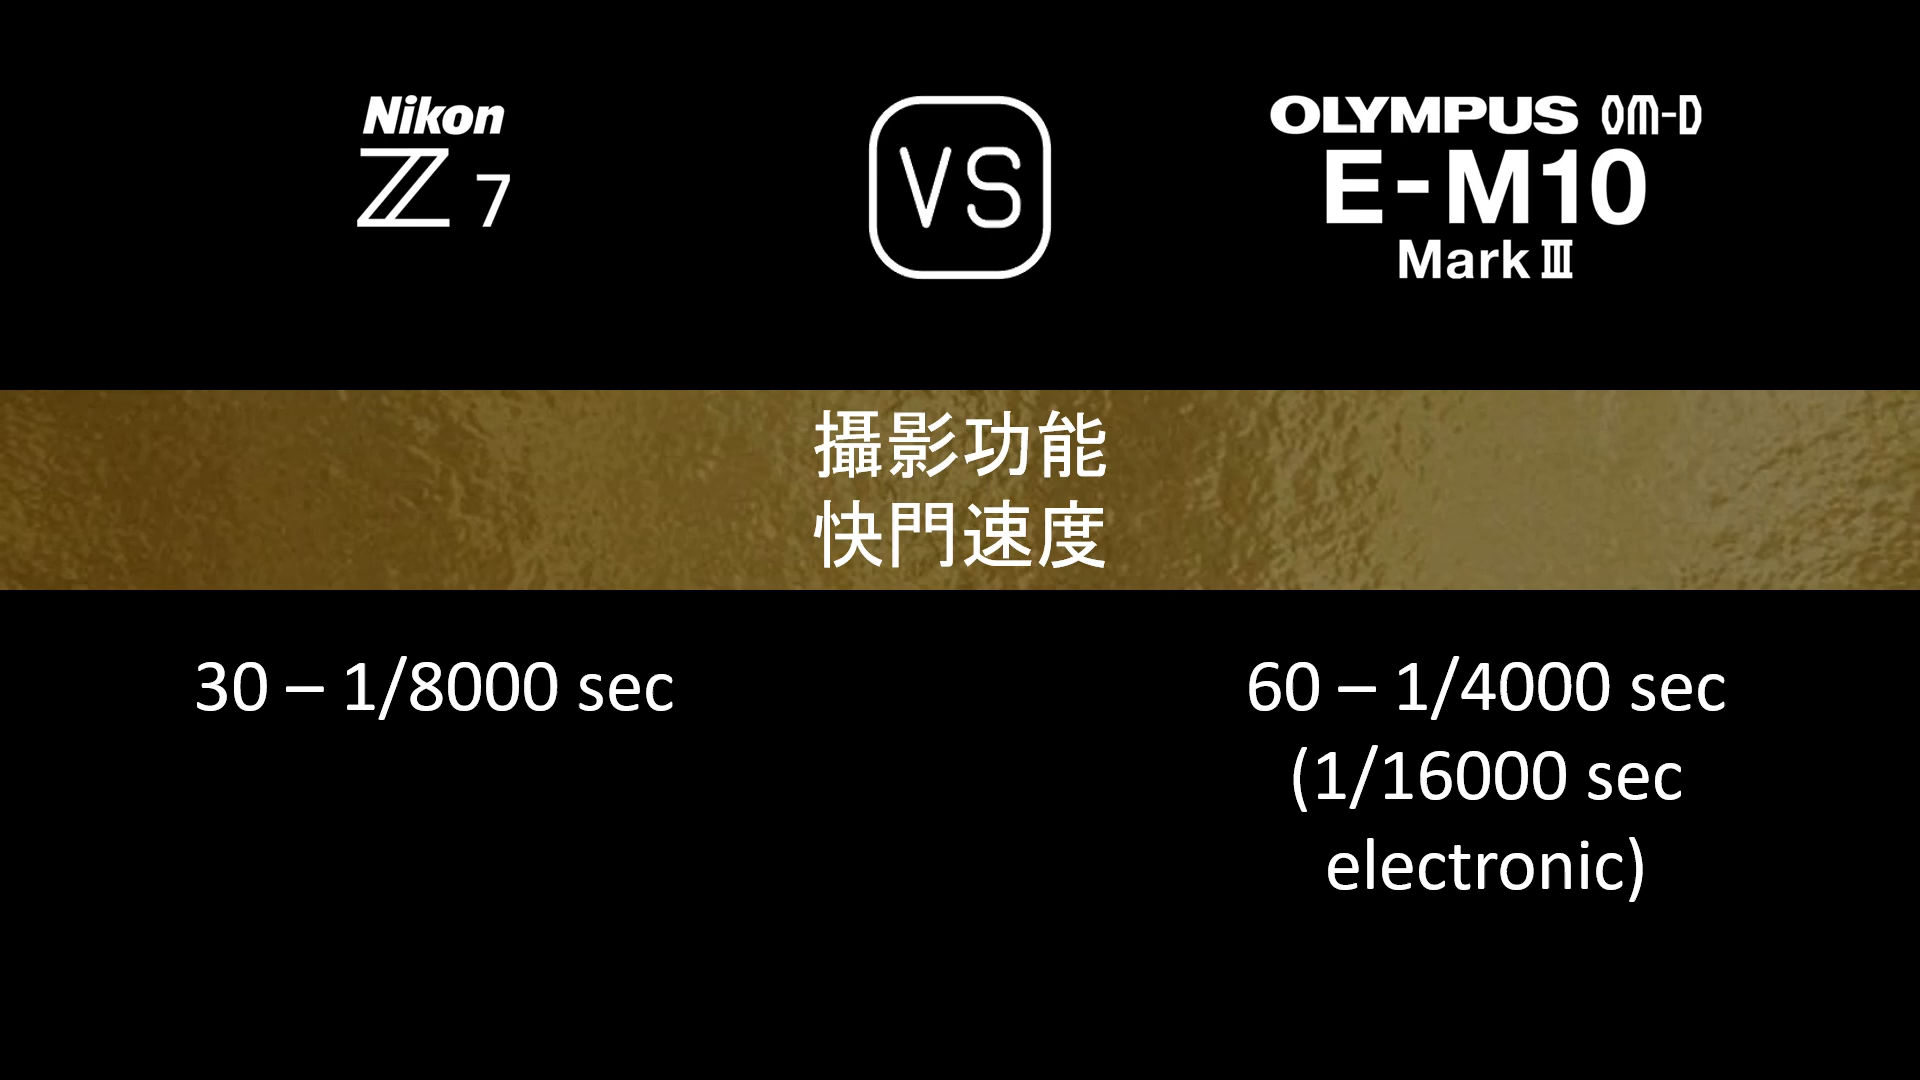 Nikon
Z 7
VS
OLYMPUS OM-D
E-M10
Mark III
攝影功能
快門速度
30 – 1/8000 sec
60 – 1/4000 sec
(1/16000 sec
electronic)